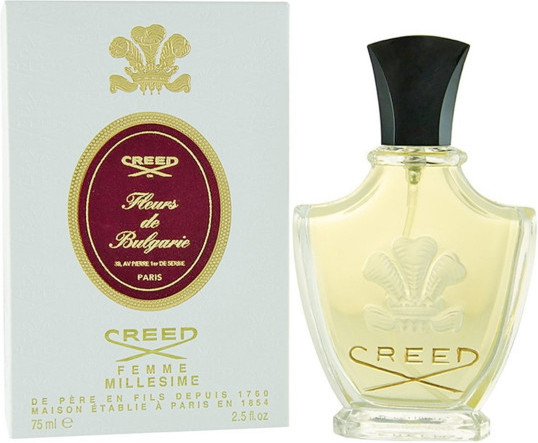 CREED
Fleurs
de
Bulgarie
38, AV PIERRE 1er DE SERBIE
PARIS
CREED
FEMME
MILLESIME
DE PÈRE EN FILS DEPUIS 1760
MAISON ÉTABLIE À PARIS EN 1854
75 ml e 2.5 fl.oz
CREED